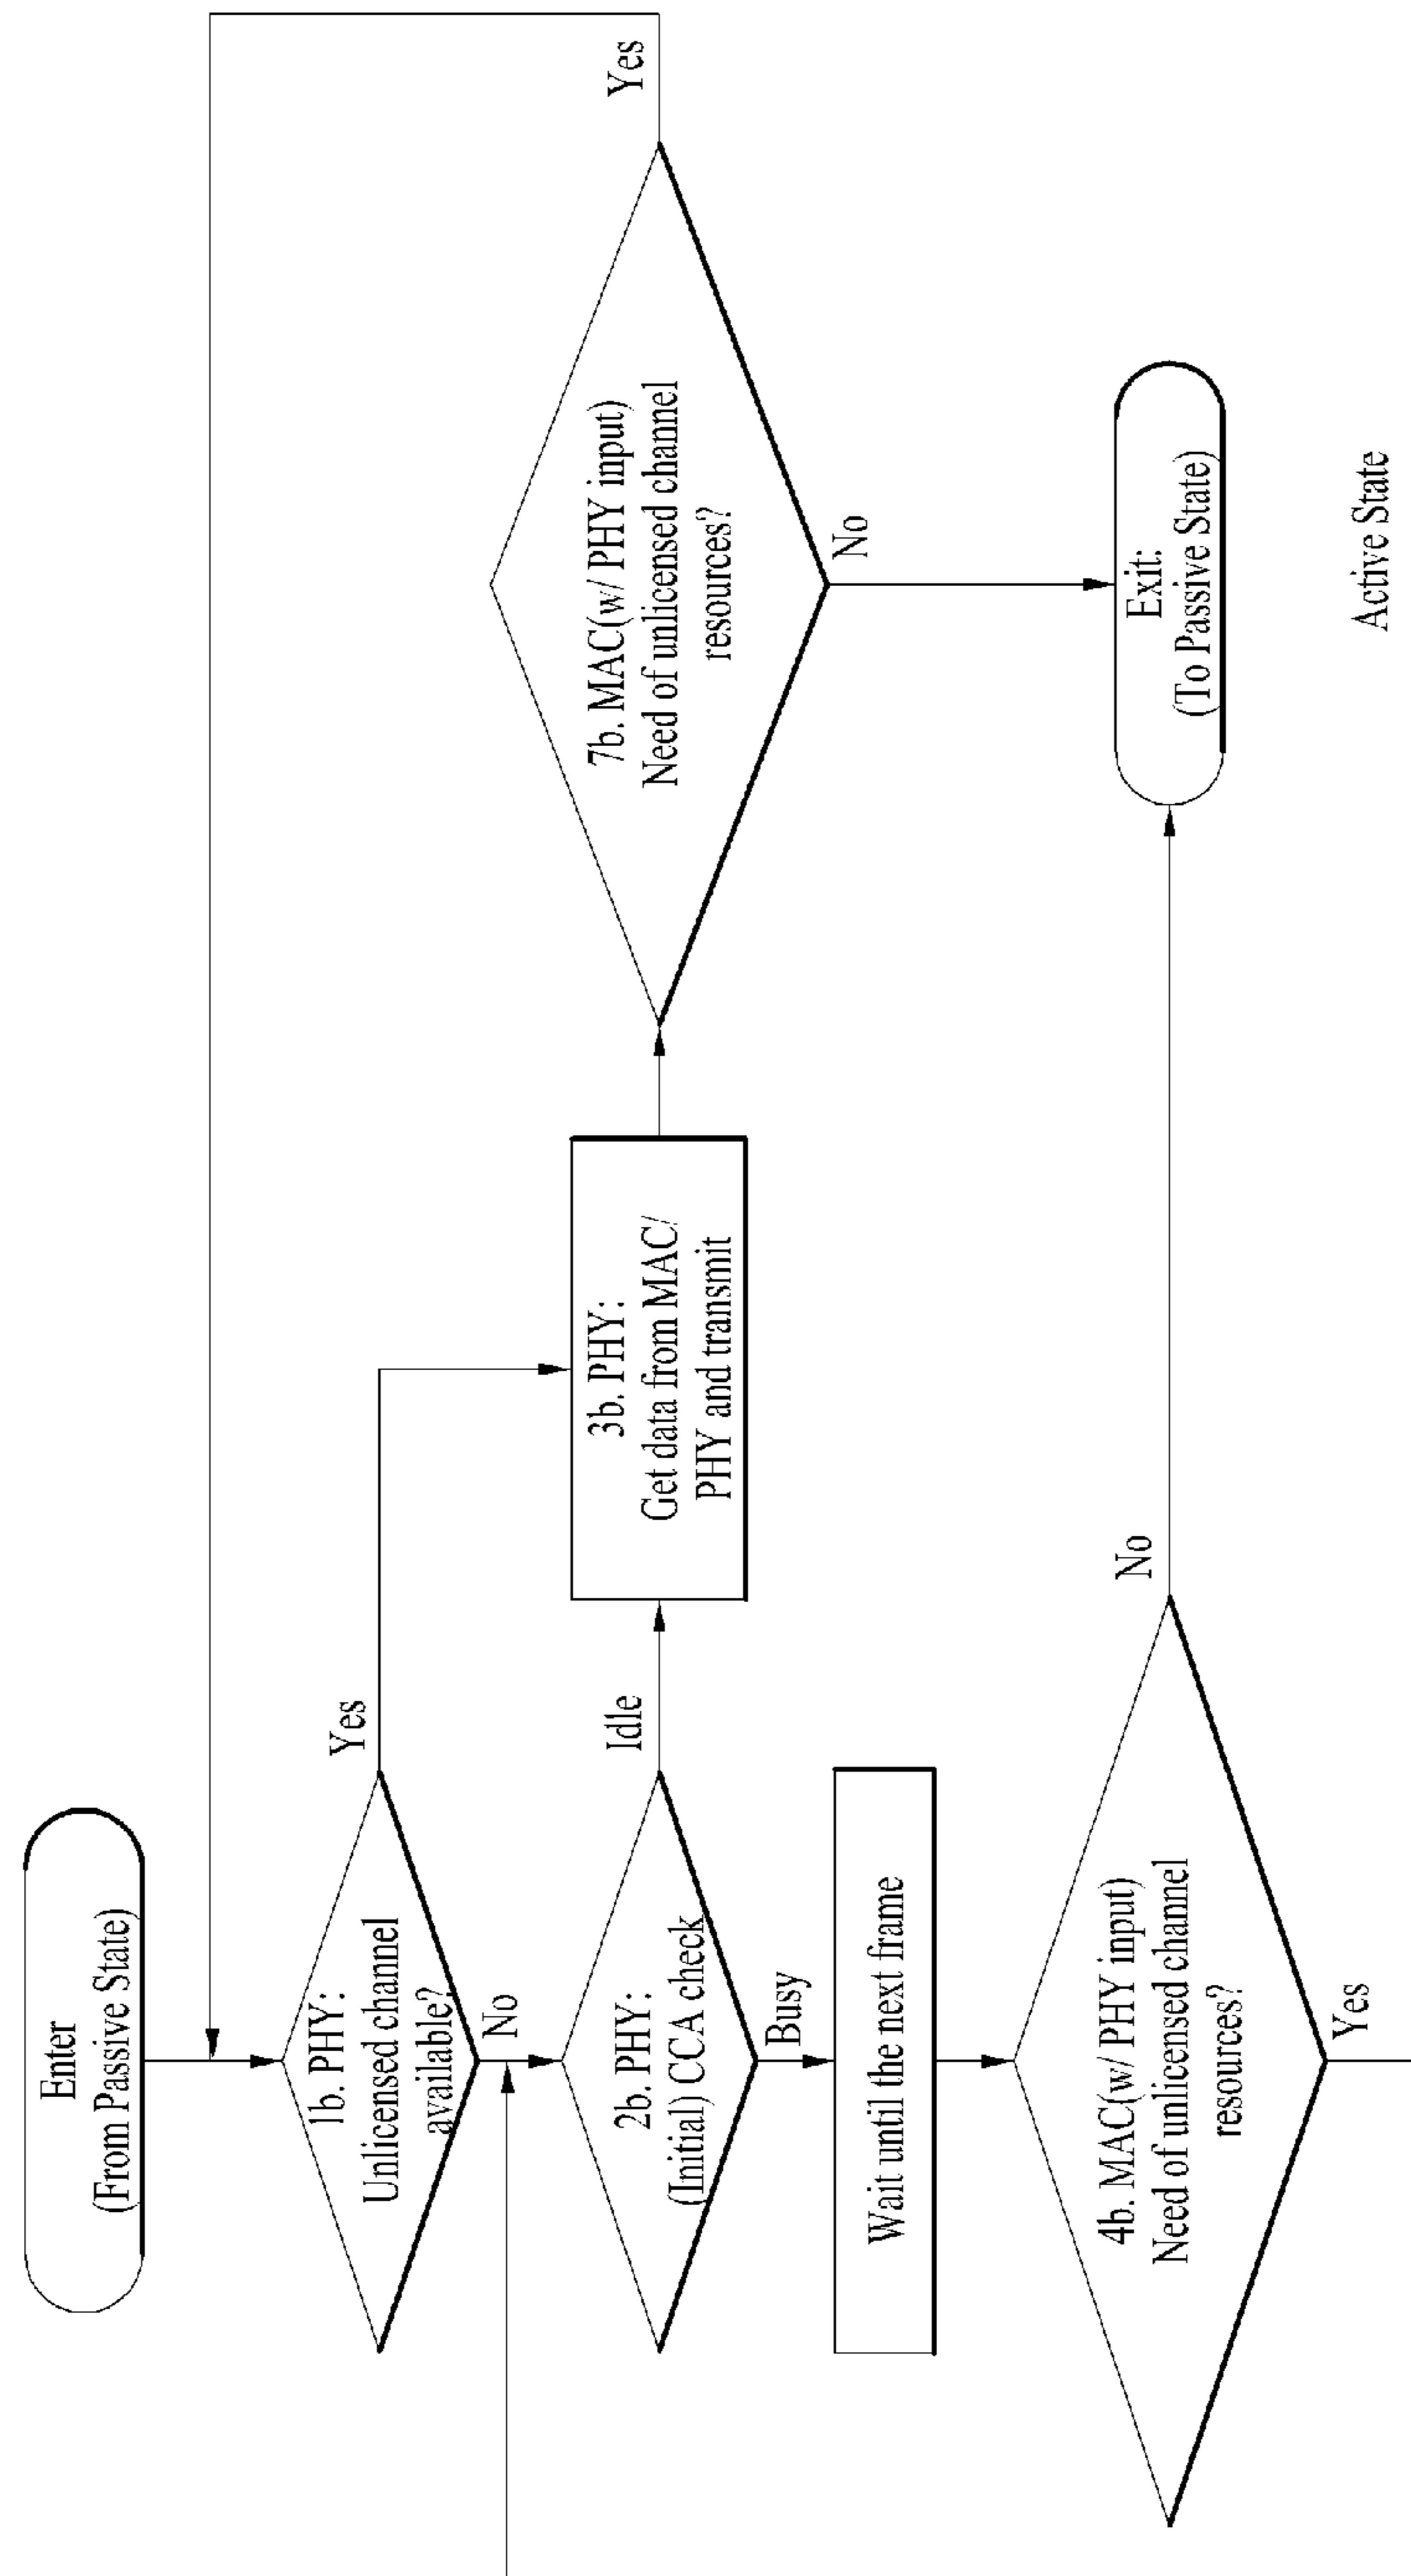 Enter
(From Passive State)
1b. PHY:
Unlicensed channel
available?
Yes
No
2b. PHY:
(Initial) CCA check
Idle
Busy
3b. PHY:
Get data from MAC/
PHY and transmit
7b. MAC(w/ PHY input)
Need of unlicensed channel
resources?
Yes
No
Wait until the next frame
4b. MAC(w/ PHY input)
Need of unlicensed channel
resources?
No
Yes
Exit:
(To Passive State)
Active State